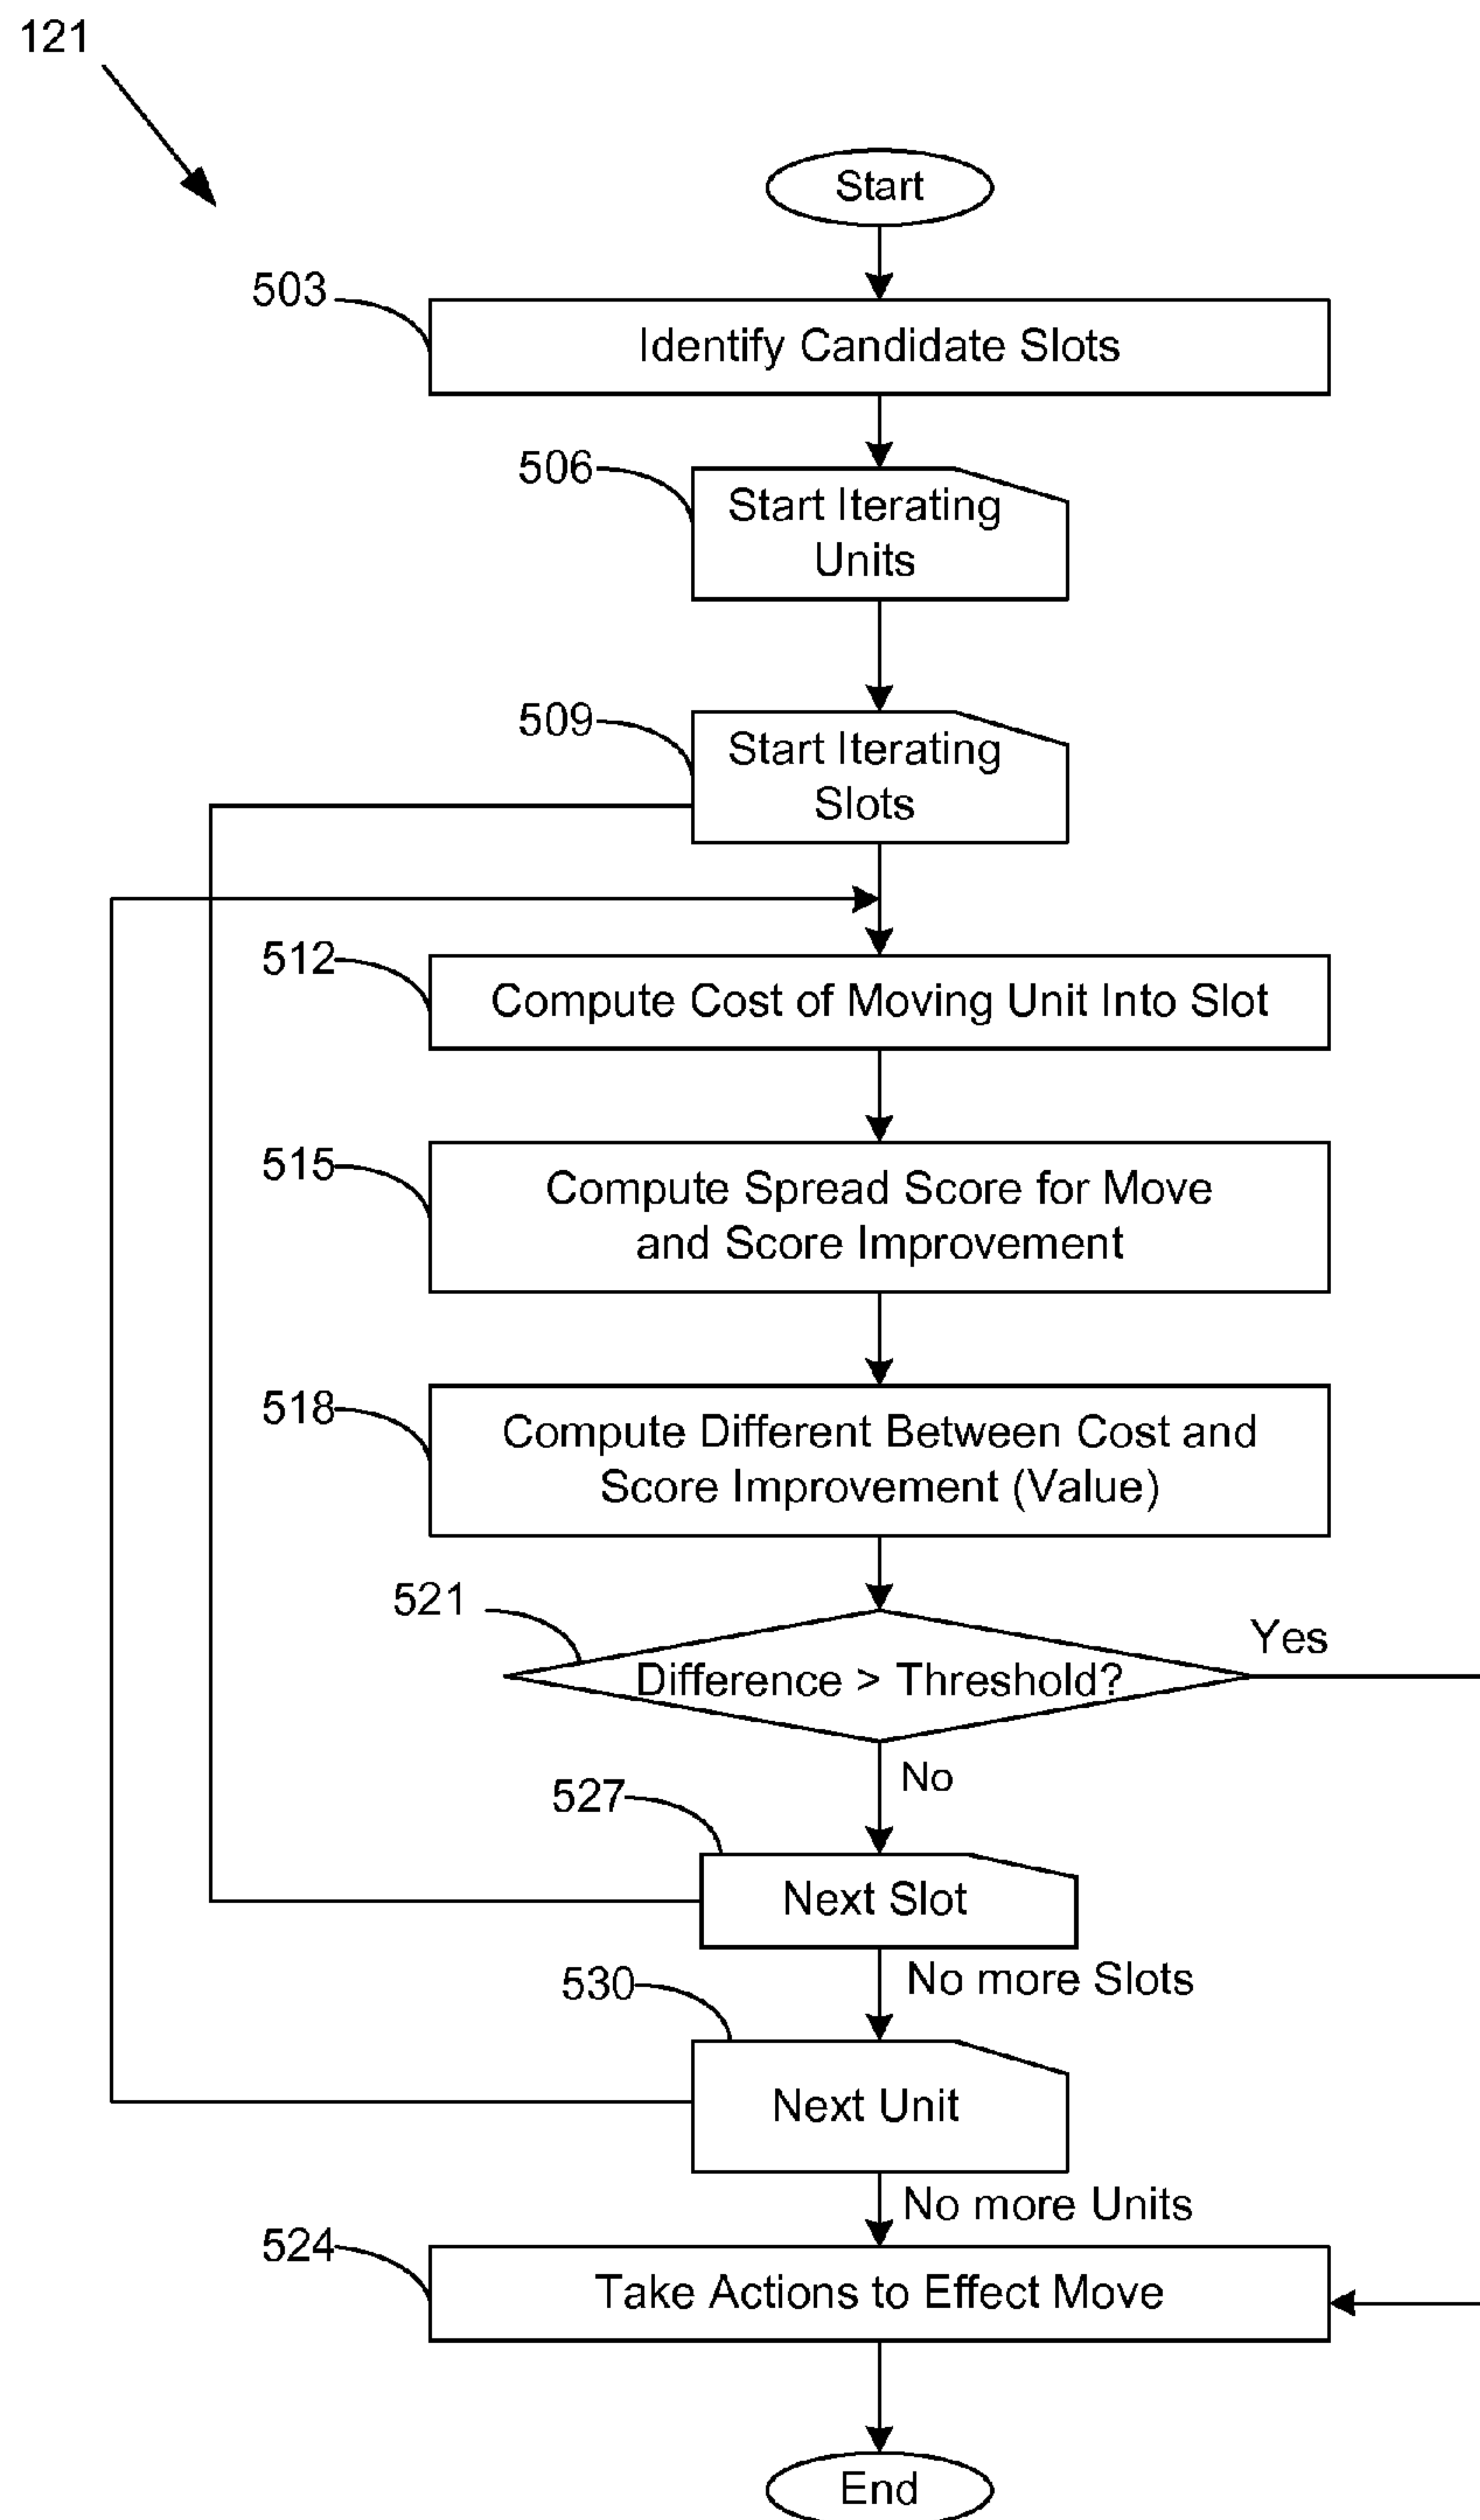 121
Start
503
Identify Candidate Slots
506
Start Iterating
Units
509
Start Iterating
Slots
512
Compute Cost of Moving Unit Into Slot
515
Compute Spread Score for Move
and Score Improvement
518
Compute Different Between Cost and
Score Improvement (Value)
521
Difference > Threshold?
Yes
No
527
Next Slot
No more Slots
530
Next Unit
No more Units
524
Take Actions to Effect Move
End